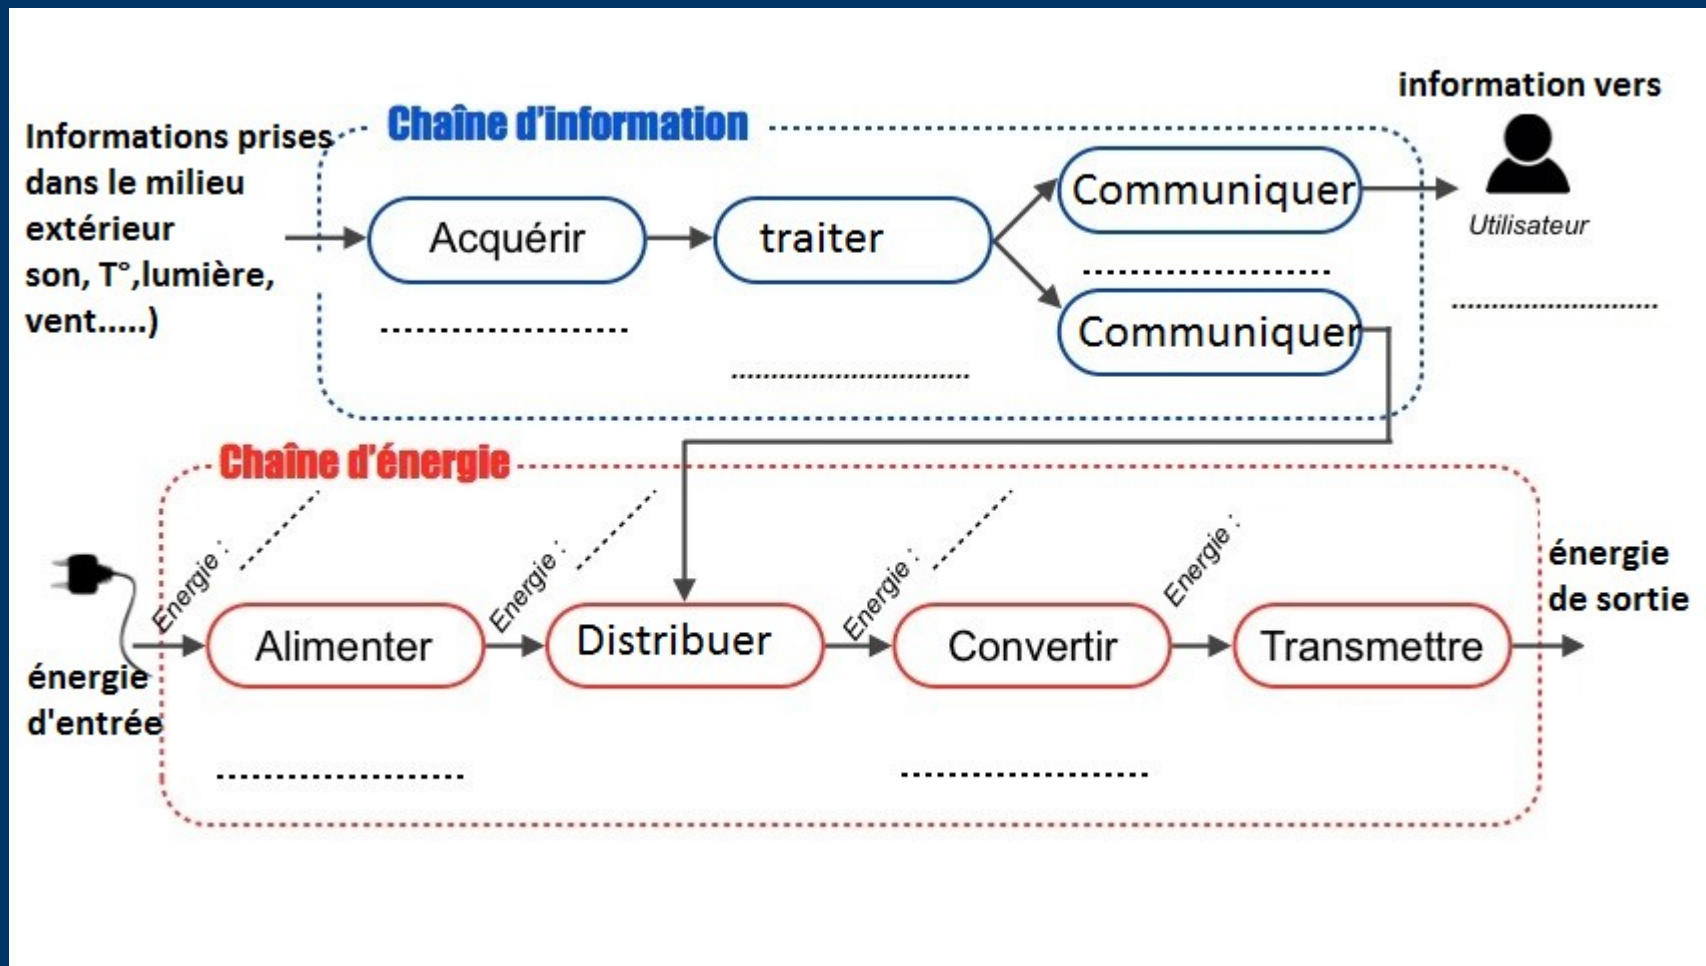 information vers
Chaîne d'information
Informations prises
dans le milieu
extérieur
son, T°,lumière,
vent.....)
Acquérir
traiter
Communiquer
Utilisateur
Communiquer
Chaîne d'énergie
Energie :
Energie :
Energie :
Energie :
énergie
de sortie
Alimenter
Distribuer
Convertir
Transmettre
énergie
d'entrée